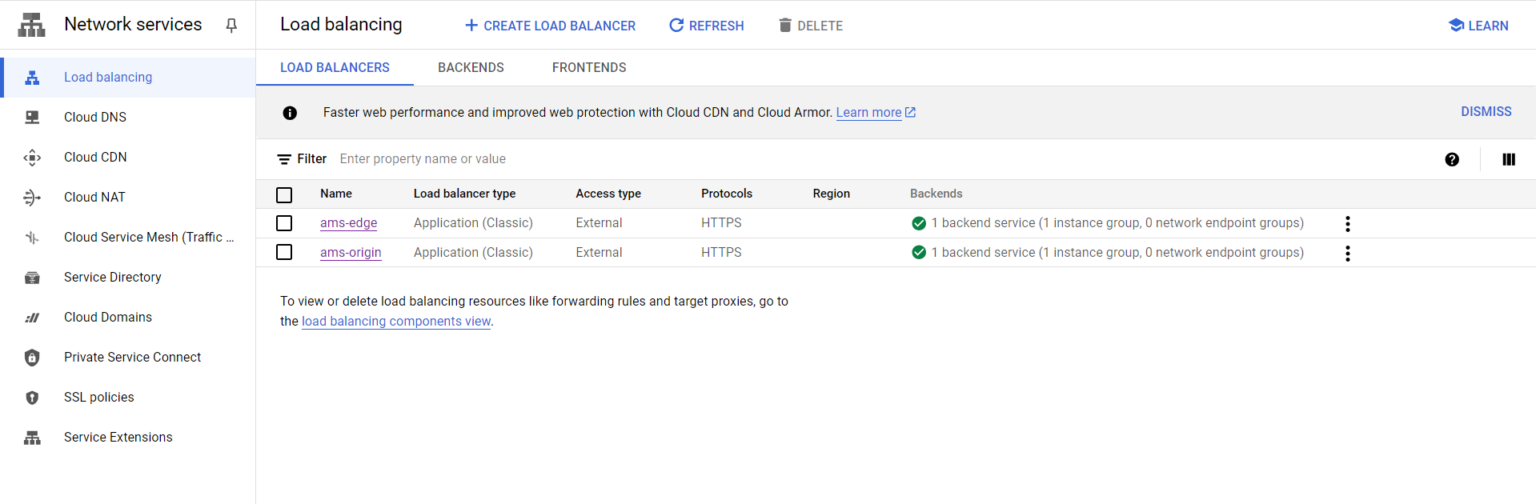 Network services
Load balancing
CREATE LOAD BALANCER
REFRESH
DELETE
LEARN
Load balancing
Cloud DNS
Cloud CDN
Cloud NAT
Cloud Service Mesh (Traffic ...
Service Directory
Cloud Domains
Private Service Connect
SSL policies
Service Extensions
LOAD BALANCERS BACKENDS FRONTENDS
Faster web performance and improved web protection with Cloud CDN and Cloud Armor. Learn more
DISMISS
Filter Enter property name or value
Name Load balancer type Access type Protocols Region Backends
ams-edge Application (Classic) External HTTPS 1 backend service (1 instance group, 0 network endpoint groups)
ams-origin Application (Classic) External HTTPS 1 backend service (1 instance group, 0 network endpoint groups)
To view or delete load balancing resources like forwarding rules and target proxies, go to
the load balancing components view.